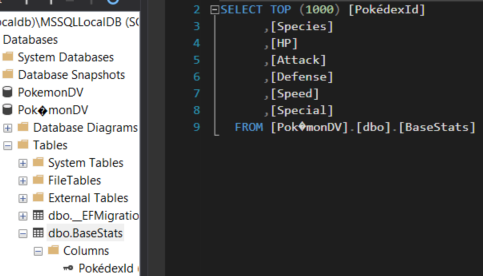 ocaldb)\MSSQLLocalDB (SC
Databases
System Databases
Database Snapshots
PokemonDV
Pok�monDV
Database Diagrams
Tables
System Tables
FileTables
External Tables
dbo.__EFMigratio
dbo.BaseStats
Columns
PokédexId
2 SELECT TOP (1000) [PokédexId]
3 ,[Species]
4 ,[HP]
5 ,[Attack]
6 ,[Defense]
7 ,[Speed]
8 ,[Special]
9 FROM [Pok�monDV].[dbo].[BaseStats]